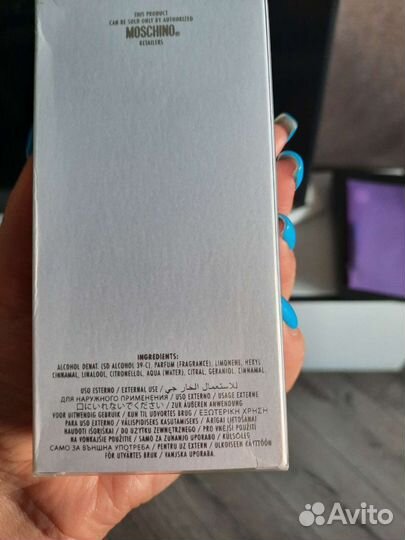 THIS PRODUCT
CAN BE SOLD ONLY BY AUTHORIZED
MOSCHINO®
RETAILERS
INGREDIENTS:
ALCOHOL DENAT. (SD ALCOHOL 39-C), PARFUM (FRAGRANCE), LIMONENE, HEXYL
CINNAMAL, LINALOOL, CITRONELLOL, AQUA (WATER), CITRAL, GERANIOL, CINNAMAL
USO ESTERNO / EXTERNAL USE / للاستعمال الخارجي
ДЛЯ НАРУЖНОГО ПРИМЕНЕНИЯ / USO EXTERNO / USAGE EXTERNE
口にいれないでください / ZUR ÄUßEREN ANWENDUNG
VOOR UITWENDIG GEBRUIK / KUN TIL UDVORTES BRUG / ΕΞΩΤΕΡΙΚΗ ΧΡΗΣΗ
PARA USO EXTERNO / VÄLISPIDISEKS KASUTAMISEKS / ĀRĪGAI LIETOŠANAI
NAUDOTI IŠORIŠKAI / DO UŻYTKU ZEWNĘTRZNEGO / PRO VNĚJŠÍ POUŽITÍ
NA VONKAJŠIE POUŽITIE / SAMO ZA ZUNANJO UPORABO / KÜLSŐLEG
САМО ЗА ВЪНШНА УПОТРЕБА / PENTRU UZ EXTERN / ULKOISEEN KÄYTTÖÖN
FÖR UTVÄRTES BRUK / VANJSKA UPORABA.
Avito